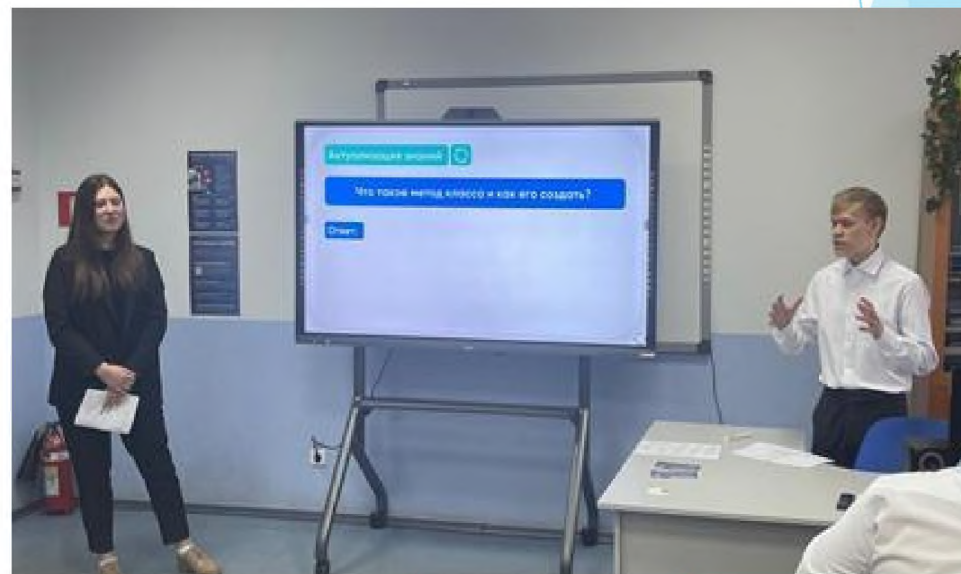 Актуализация знаний
Что такое метод класса и как его создать?
Ответ: